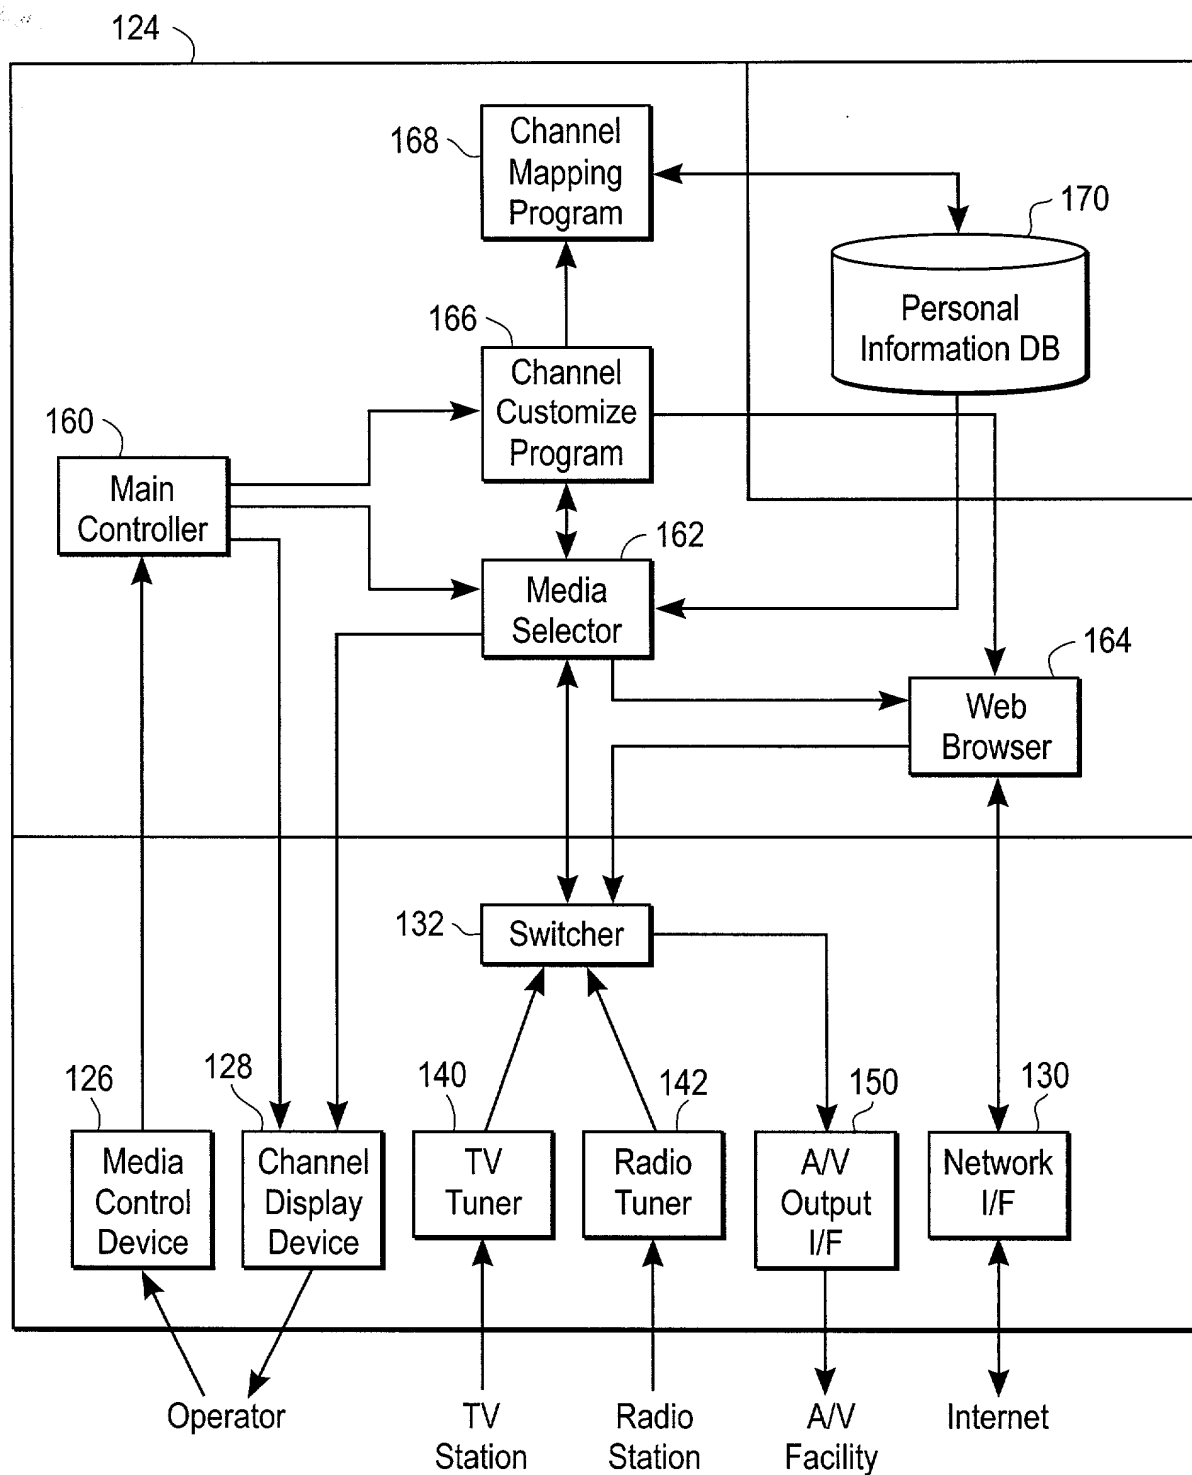 124
168
Channel
Mapping
Program
170
Personal
Information DB
166
Channel
Customize
Program
160
Main
Controller
162
Media
Selector
164
Web
Browser
132
Switcher
126
Media
Control
Device
128
Channel
Display
Device
140
TV
Tuner
142
Radio
Tuner
150
A/V
Output
I/F
130
Network
I/F
Operator
TV
Station
Radio
Station
A/V
Facility
Internet